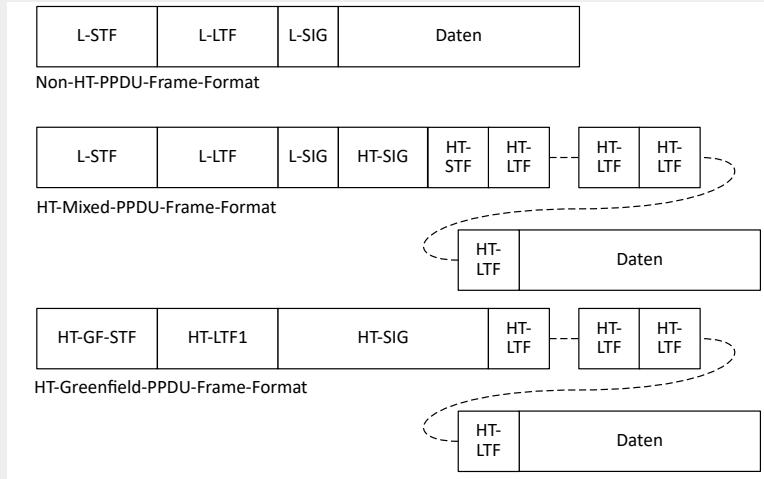 L-STF L-LTF L-SIG Daten
Non-HT-PPDU-Frame-Format
L-STF L-LTF L-SIG HT-SIG HT- STF HT- LTF HT- LTF HT- LTF
HT-Mixed-PPDU-Frame-Format
HT- LTF Daten
HT-GF-STF HT-LTF1 HT-SIG HT- LTF HT- LTF HT- LTF
HT-Greenfield-PPDU-Frame-Format
HT- LTF Daten